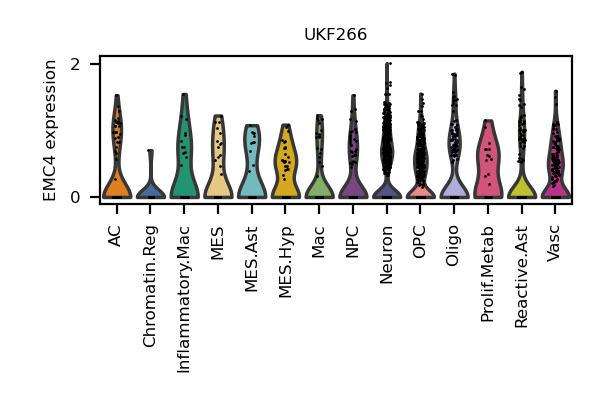 UKF266
EMC4 expression
2
0
AC
Chromatin.Reg
Inflammatory.Mac
MES
MES.Ast
MES.Hyp
Mac
NPC
Neuron
OPC
Oligo
Prolif.Metab
Reactive.Ast
Vasc